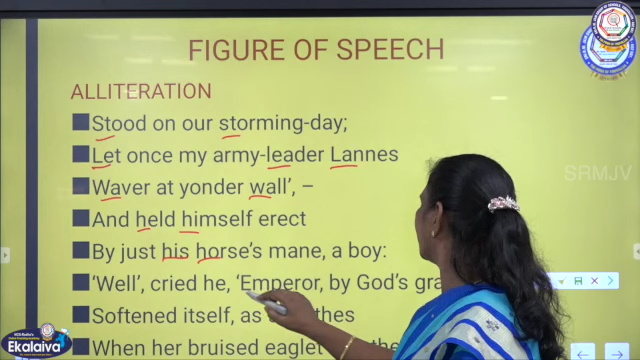 FIGURE OF SPEECH
ALLITERATION
Stood on our storming-day;
Let once my army-leader Lannes
Waver at yonder wall', –
And held himself erect
By just his horse's mane, a boy:
'Well', cried he, 'Emperor, by God's gra
Softened itself, as
When her bruised eaglet
SRMJV
Ekalaiva